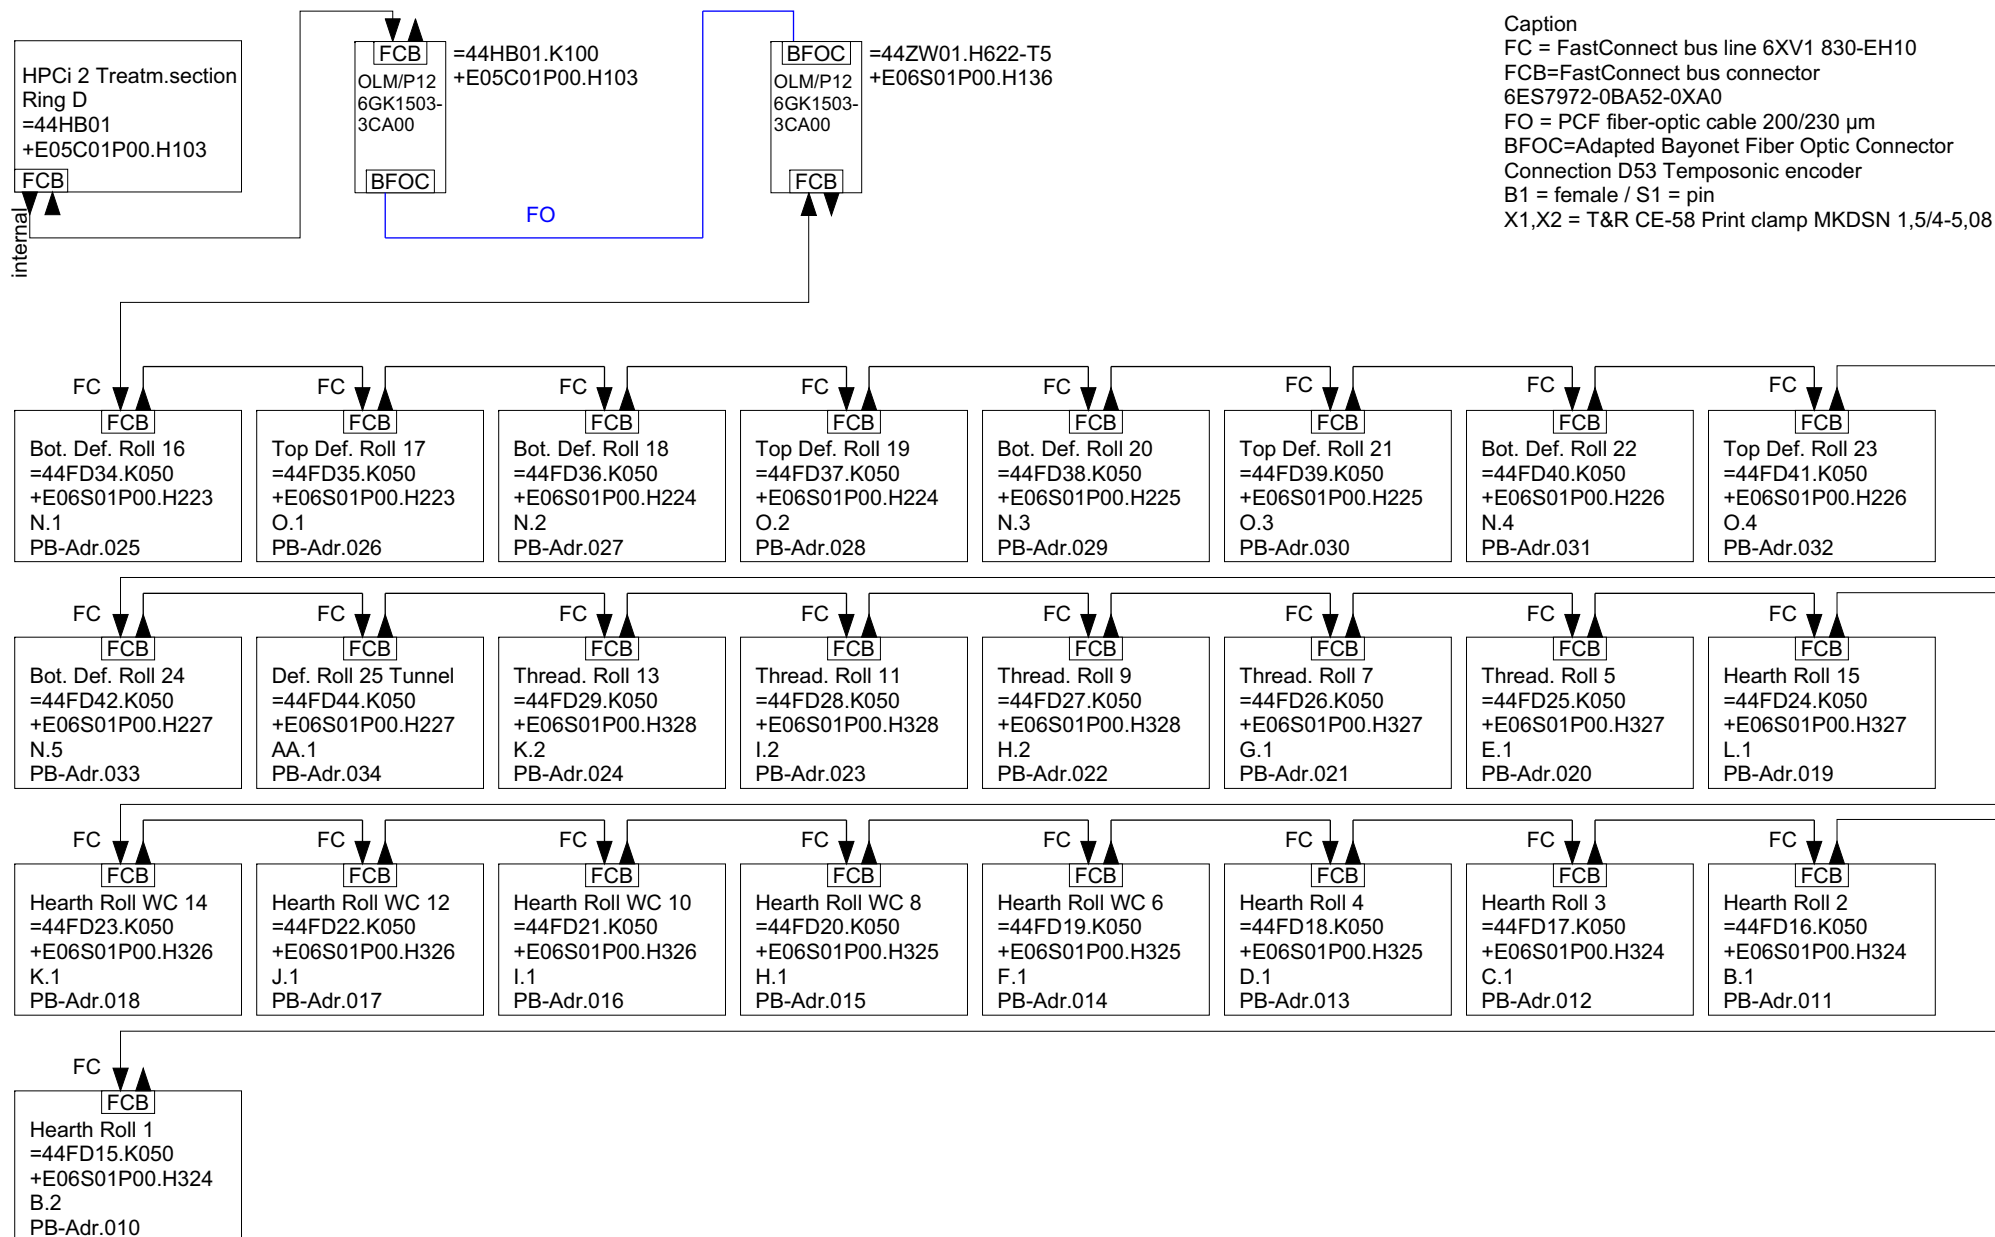 HPCi 2 Treatm.section
Ring D
=44HB01
+E05C01P00.H103
FCB
internal
FCB
OLM/P12
6GK1503-
3CA00
BFOC
=44HB01.K100
+E05C01P00.H103
FO
BFOC
OLM/P12
6GK1503-
3CA00
FCB
=44ZW01.H622-T5
+E06S01P00.H136
Caption
FC = FastConnect bus line 6XV1 830-EH10
FCB=FastConnect bus connector
6ES7972-0BA52-0XA0
FO = PCF fiber-optic cable 200/230 µm
BFOC=Adapted Bayonet Fiber Optic Connector
Connection D53 Temposonic encoder
B1 = female / S1 = pin
X1,X2 = T&R CE-58 Print clamp MKDSN 1,5/4-5,08
FC
FCB
Bot. Def. Roll 16
=44FD34.K050
+E06S01P00.H223
N.1
PB-Adr.025
FC
FCB
Top Def. Roll 17
=44FD35.K050
+E06S01P00.H223
O.1
PB-Adr.026
FC
FCB
Bot. Def. Roll 18
=44FD36.K050
+E06S01P00.H224
N.2
PB-Adr.027
FC
FCB
Top Def. Roll 19
=44FD37.K050
+E06S01P00.H224
O.2
PB-Adr.028
FC
FCB
Bot. Def. Roll 20
=44FD38.K050
+E06S01P00.H225
N.3
PB-Adr.029
FC
FCB
Top Def. Roll 21
=44FD39.K050
+E06S01P00.H225
O.3
PB-Adr.030
FC
FCB
Bot. Def. Roll 22
=44FD40.K050
+E06S01P00.H226
N.4
PB-Adr.031
FC
FCB
Top Def. Roll 23
=44FD41.K050
+E06S01P00.H226
O.4
PB-Adr.032
FC
FCB
Bot. Def. Roll 24
=44FD42.K050
+E06S01P00.H227
N.5
PB-Adr.033
FC
FCB
Def. Roll 25 Tunnel
=44FD44.K050
+E06S01P00.H227
AA.1
PB-Adr.034
FC
FCB
Thread. Roll 13
=44FD29.K050
+E06S01P00.H328
K.2
PB-Adr.024
FC
FCB
Thread. Roll 11
=44FD28.K050
+E06S01P00.H328
I.2
PB-Adr.023
FC
FCB
Thread. Roll 9
=44FD27.K050
+E06S01P00.H328
H.2
PB-Adr.022
FC
FCB
Thread. Roll 7
=44FD26.K050
+E06S01P00.H327
G.1
PB-Adr.021
FC
FCB
Thread. Roll 5
=44FD25.K050
+E06S01P00.H327
E.1
PB-Adr.020
FC
FCB
Hearth Roll 15
=44FD24.K050
+E06S01P00.H327
L.1
PB-Adr.019
FC
FCB
Hearth Roll WC 14
=44FD23.K050
+E06S01P00.H326
K.1
PB-Adr.018
FC
FCB
Hearth Roll WC 12
=44FD22.K050
+E06S01P00.H326
J.1
PB-Adr.017
FC
FCB
Hearth Roll WC 10
=44FD21.K050
+E06S01P00.H326
I.1
PB-Adr.016
FC
FCB
Hearth Roll WC 8
=44FD20.K050
+E06S01P00.H325
H.1
PB-Adr.015
FC
FCB
Hearth Roll WC 6
=44FD19.K050
+E06S01P00.H325
F.1
PB-Adr.014
FC
FCB
Hearth Roll 4
=44FD18.K050
+E06S01P00.H325
D.1
PB-Adr.013
FC
FCB
Hearth Roll 3
=44FD17.K050
+E06S01P00.H324
C.1
PB-Adr.012
FC
FCB
Hearth Roll 2
=44FD16.K050
+E06S01P00.H324
B.1
PB-Adr.011
FC
FCB
Hearth Roll 1
=44FD15.K050
+E06S01P00.H324
B.2
PB-Adr.010